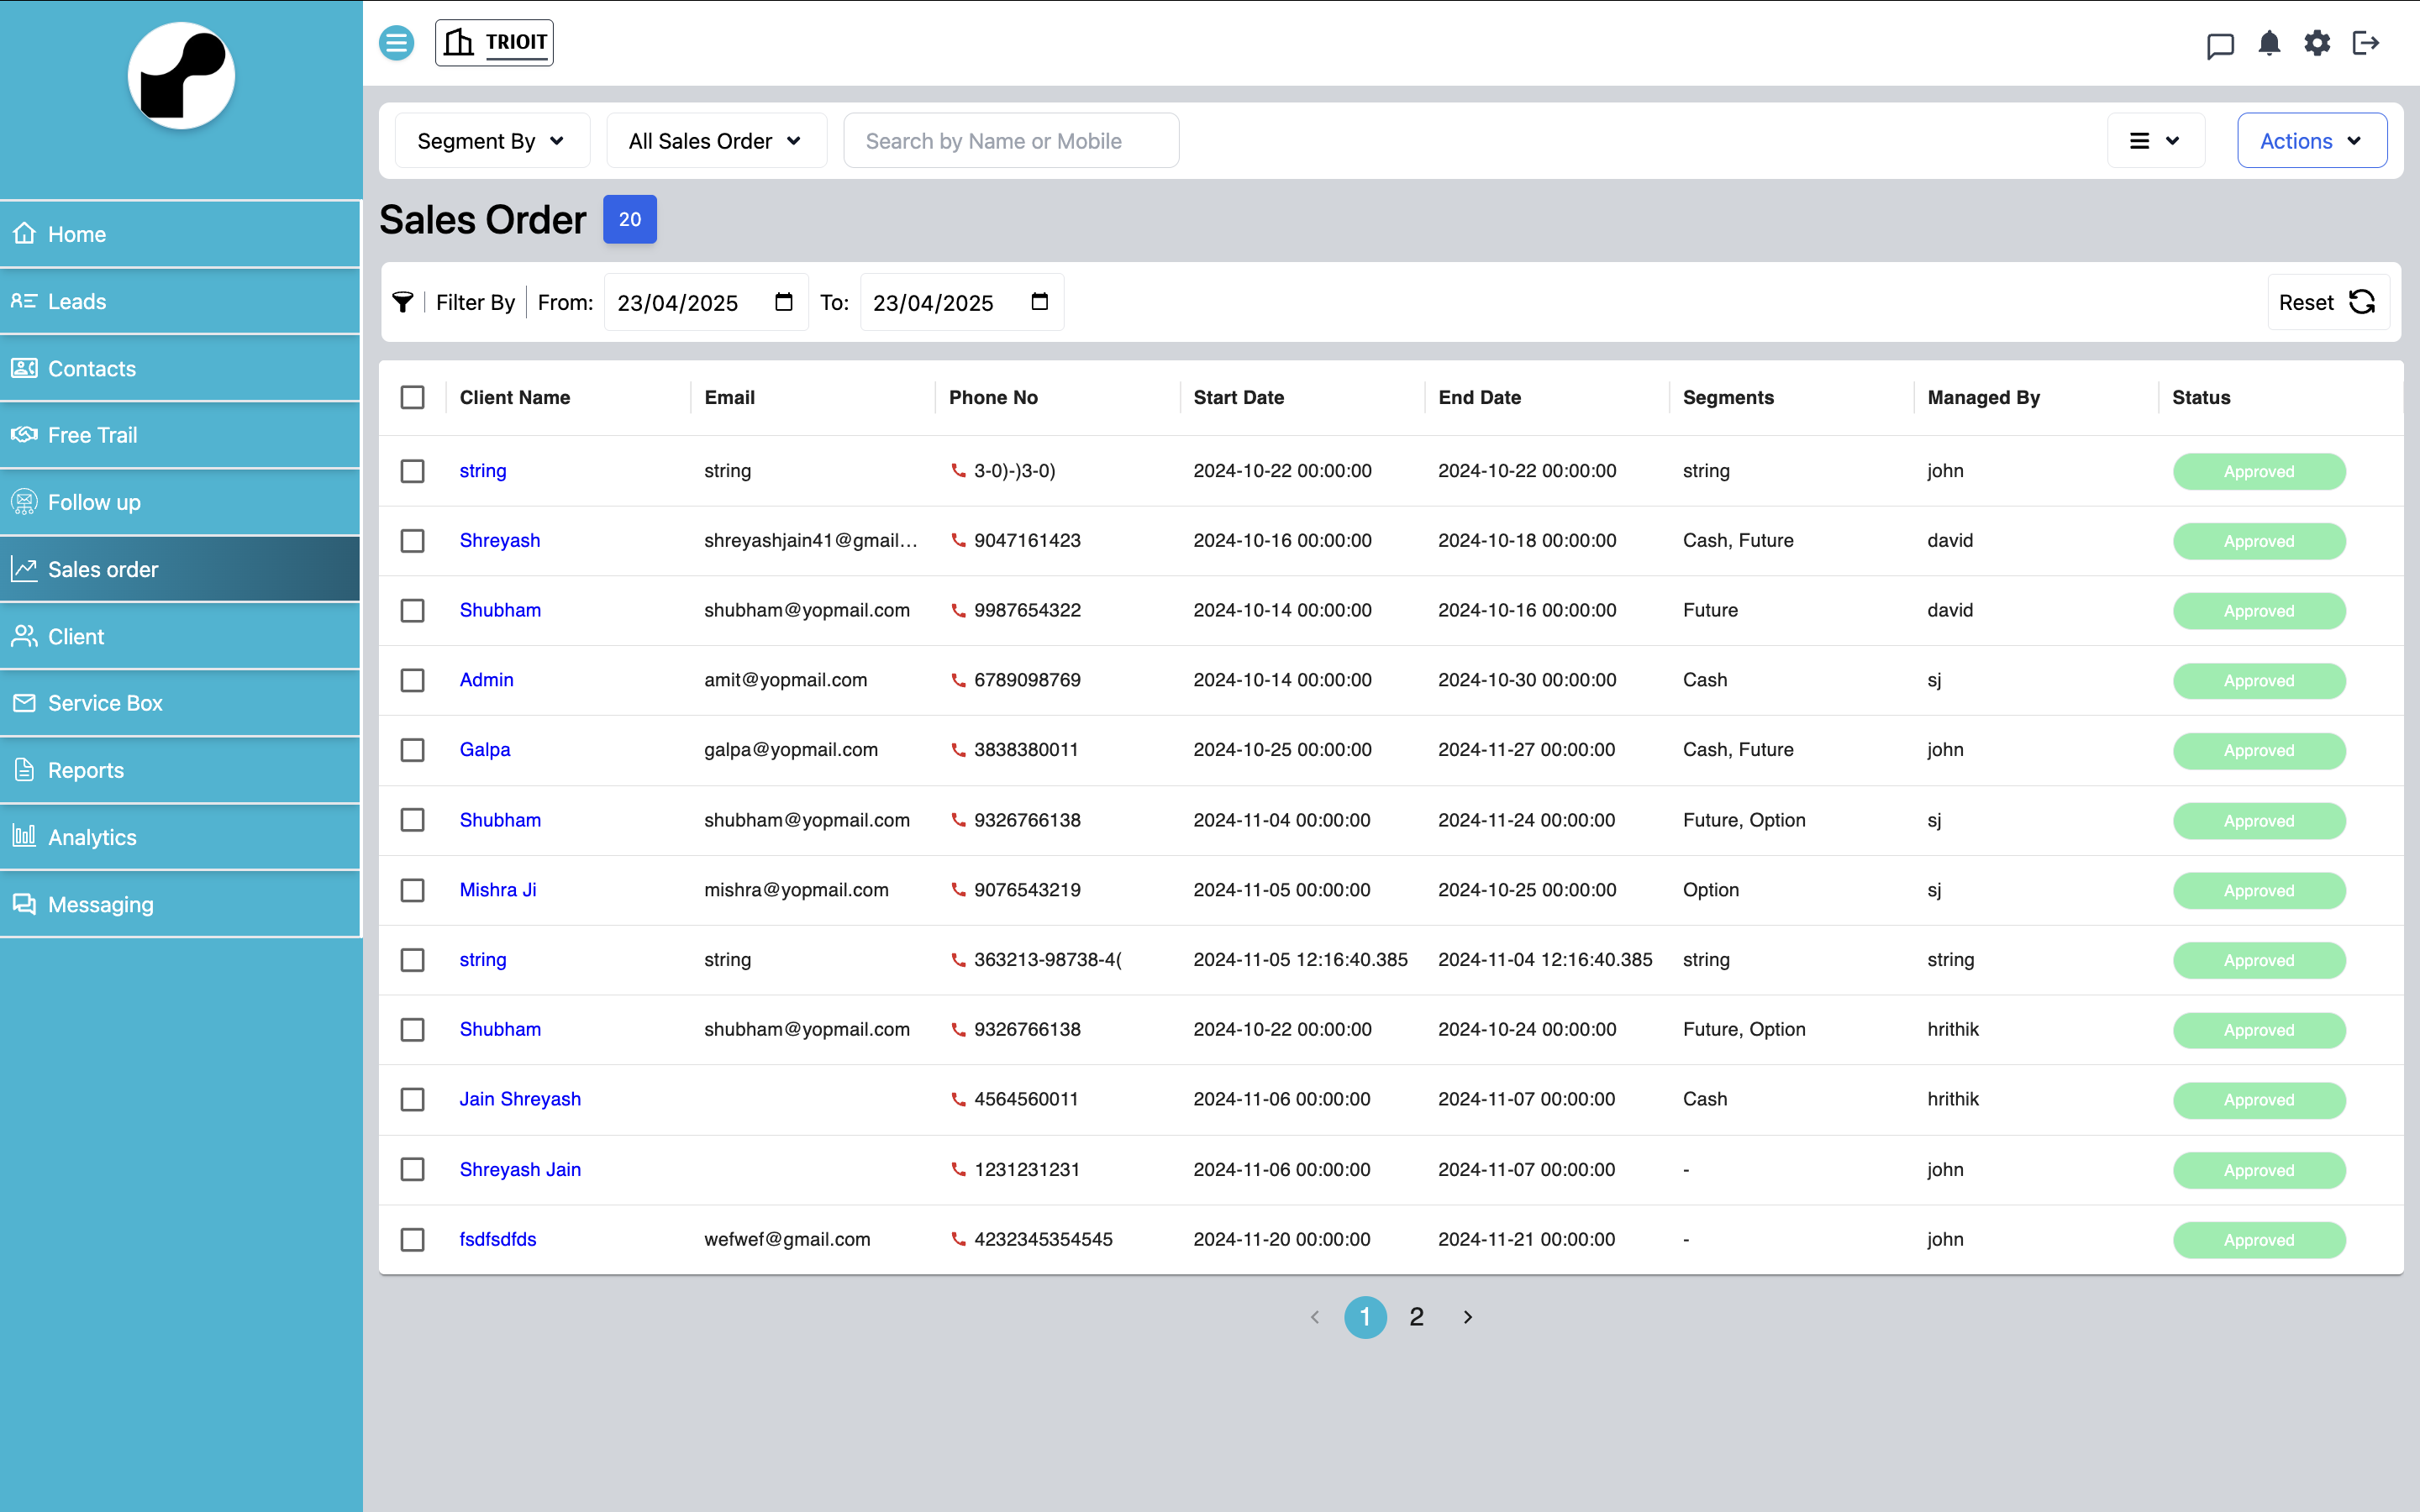 TRIOIT
Segment By All Sales Order Search by Name or Mobile Actions
Sales Order 20
Home
Leads
Contacts
Free Trail
Follow up
Sales order
Client
Service Box
Reports
Analytics
Messaging
Filter By From: 23/04/2025 To: 23/04/2025 Reset
Client Name Email Phone No Start Date End Date Segments Managed By Status
string string 3-0)-)3-0) 2024-10-22 00:00:00 2024-10-22 00:00:00 string john Approved
Shreyash shreyashjain41@gmail... 9047161423 2024-10-16 00:00:00 2024-10-18 00:00:00 Cash, Future david Approved
Shubham shubham@yopmail.com 9987654322 2024-10-14 00:00:00 2024-10-16 00:00:00 Future david Approved
Admin amit@yopmail.com 6789098769 2024-10-14 00:00:00 2024-10-30 00:00:00 Cash sj Approved
Galpa galpa@yopmail.com 3838380011 2024-10-25 00:00:00 2024-11-27 00:00:00 Cash, Future john Approved
Shubham shubham@yopmail.com 9326766138 2024-11-04 00:00:00 2024-11-24 00:00:00 Future, Option sj Approved
Mishra Ji mishra@yopmail.com 9076543219 2024-11-05 00:00:00 2024-10-25 00:00:00 Option sj Approved
string string 363213-98738-4( 2024-11-05 12:16:40.385 2024-11-04 12:16:40.385 string string Approved
Shubham shubham@yopmail.com 9326766138 2024-10-22 00:00:00 2024-10-24 00:00:00 Future, Option hrithik Approved
Jain Shreyash 4564560011 2024-11-06 00:00:00 2024-11-07 00:00:00 Cash hrithik Approved
Shreyash Jain 1231231231 2024-11-06 00:00:00 2024-11-07 00:00:00 - john Approved
fsdfsdfds wefwef@gmail.com 4232345354545 2024-11-20 00:00:00 2024-11-21 00:00:00 - john Approved
1 2